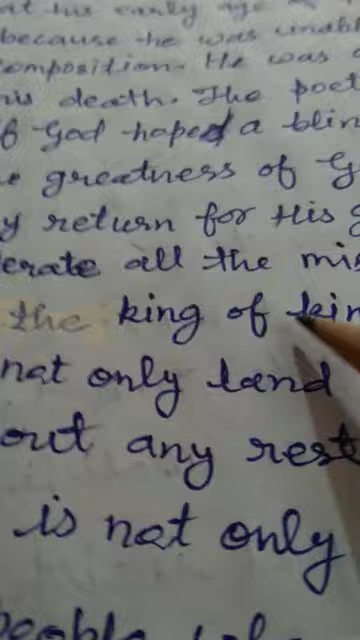 at his early age
because he was unabl
composition. He was
his death. The poet
of God hoped a blin
greatness of G
y return for His g
erate all the mis
the king of kin
not only land
out any rest
is not only
people